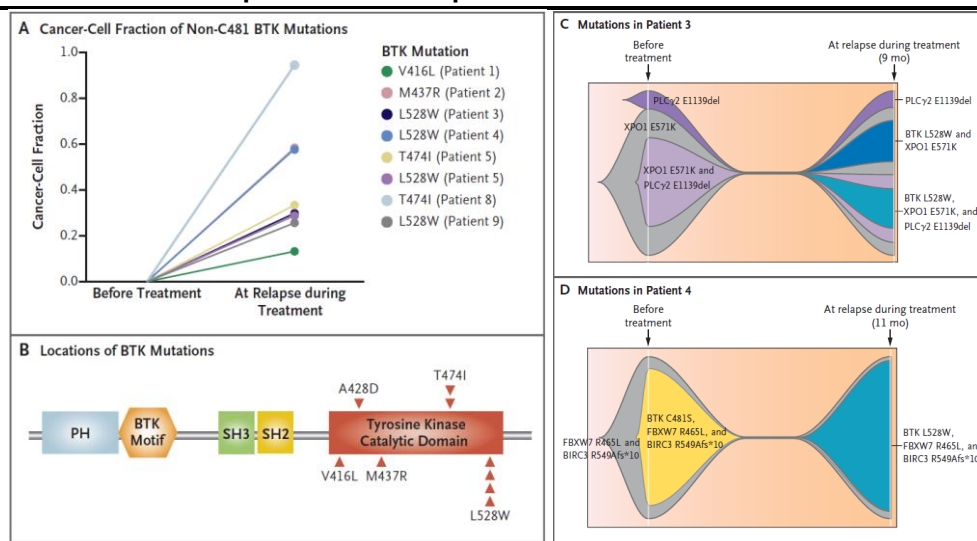 A Cancer-Cell Fraction of Non-C481 BTK Mutations
Cancer-Cell Fraction
1.0
0.8
0.6
0.4
0.2
0.0
Before Treatment
At Relapse during
Treatment
BTK Mutation
V416L (Patient 1)
M437R (Patient 2)
L528W (Patient 3)
L528W (Patient 4)
T474I (Patient 5)
L528W (Patient 5)
T474I (Patient 8)
L528W (Patient 9)
B Locations of BTK Mutations
A428D
T474I
PH
BTK
Motif
SH3
SH2
Tyrosine Kinase
Catalytic Domain
V416L
M437R
L528W
C Mutations in Patient 3
Before
treatment
At relapse during treatment
(9 mo)
PLCγ2 E1139del
XPO1 E571K
XPO1 E571K and
PLCγ2 E1139del
PLCγ2 E1139del
BTK L528W and
XPO1 E571K
BTK L528W,
XPO1 E571K, and
PLCγ2 E1139del
D Mutations in Patient 4
Before
treatment
At relapse during treatment
(11 mo)
FBXW7 R465L and
BIRC3 R549Afs*10
BTK C481S,
FBXW7 R465L, and
BIRC3 R549Afs*10
BTK L528W,
FBXW7 R465L, and
BIRC3 R549Afs*10